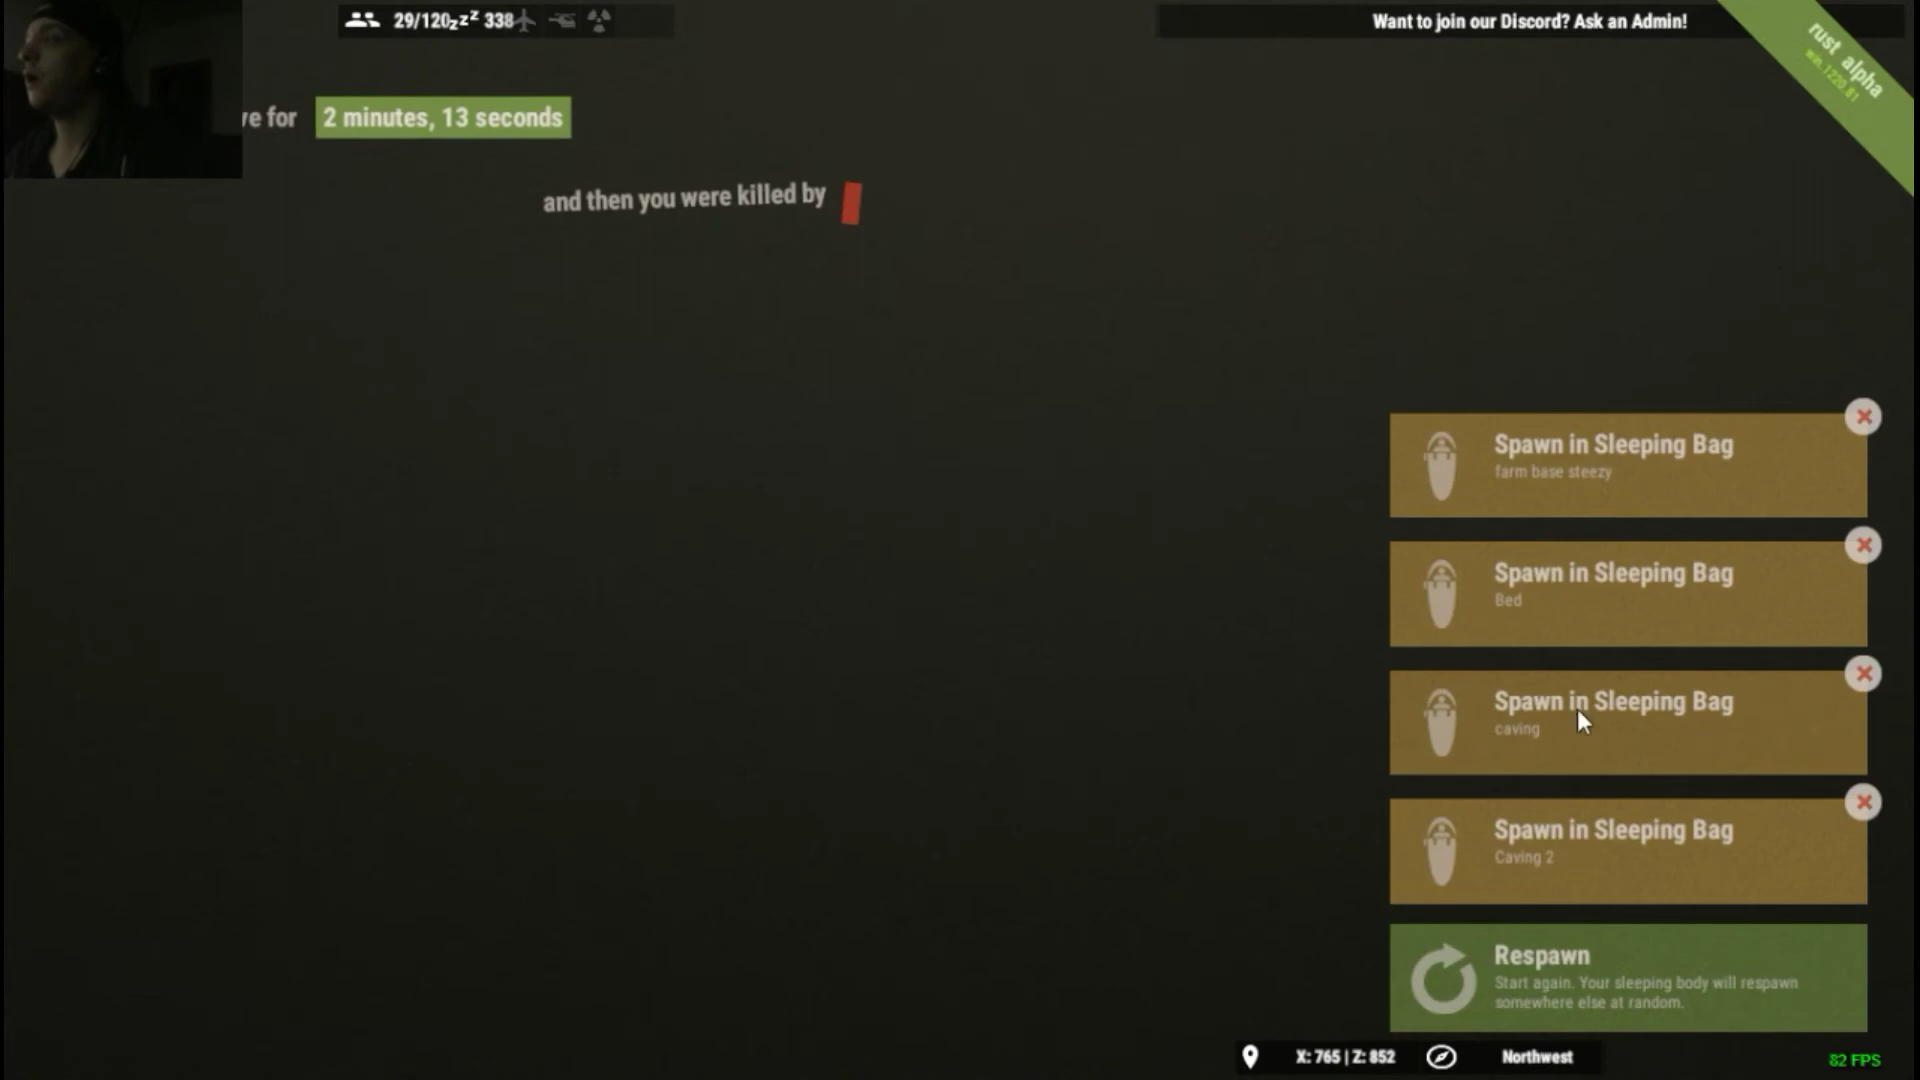 29/120 zzZ 338
Want to join our Discord? Ask an Admin!
rust alpha
ve for 2 minutes, 13 seconds
and then you were killed by
Spawn in Sleeping Bag
farm base steezy
Spawn in Sleeping Bag
Bed
Spawn in Sleeping Bag
caving
Spawn in Sleeping Bag
Caving 2
Respawn
Start again. Your sleeping body will respawn
somewhere else at random.
X: 765 | Z: 852
Northwest
82 FPS